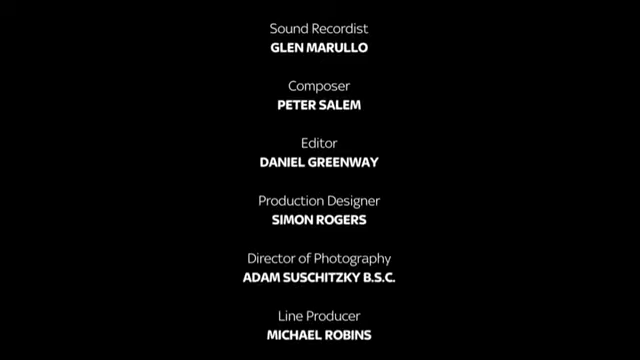 Sound Recordist
GLEN MARULLO
Composer
PETER SALEM
Editor
DANIEL GREENWAY
Production Designer
SIMON ROGERS
Director of Photography
ADAM SUSCHITZKY B.S.C.
Line Producer
MICHAEL ROBINS